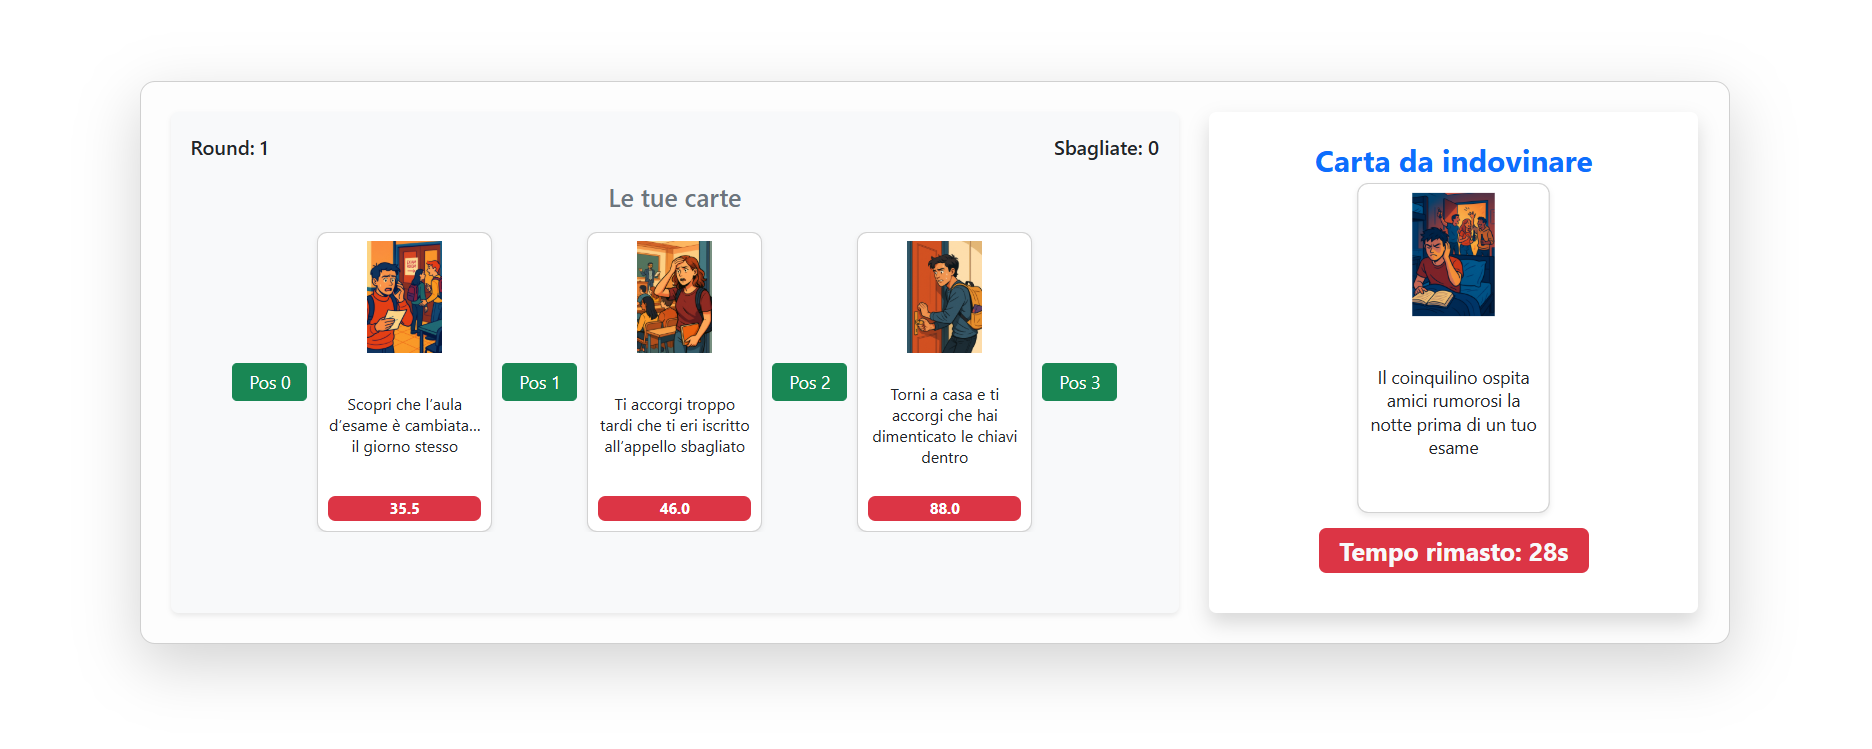 Round: 1
Sbagliate: 0
Le tue carte
Pos 0
Scopri che l'aula
d'esame è cambiata...
il giorno stesso
35.5
Pos 1
Ti accorgi troppo
tardi che ti eri iscritto
all'appello sbagliato
46.0
Pos 2
Torni a casa e ti
accorgi che hai
dimenticato le chiavi
dentro
88.0
Pos 3
Carta da indovinare
Il coinquilino ospita
amici rumorosi la
notte prima di un tuo
esame
Tempo rimasto: 28s